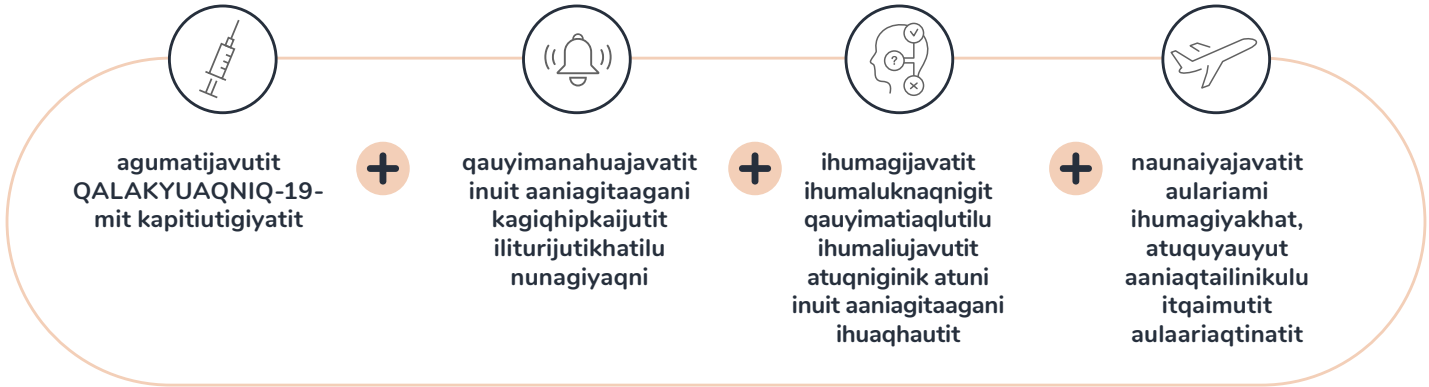 agumatijavutit
QALAKYUAQNIQ-19-
mit kapitiutigiyatit
qauyimanahuajavatit
inuit aaniagitaagani
kagiqhipkaijutit
iliturijutikhatilu
nunagiyaqni
ihumagijavatit
ihumaluknaqnigit
qauyimatiaqlutilu
ihumaliujavutit
atuqniginik atuni
inuit aaniagitaagani
ihuaqhautit
naunaiyajavatit
aulariami
ihumagiyakhat,
atuquyauyut
aaniaqtailinikulu
itqaimutit
aulaariaqtinatit